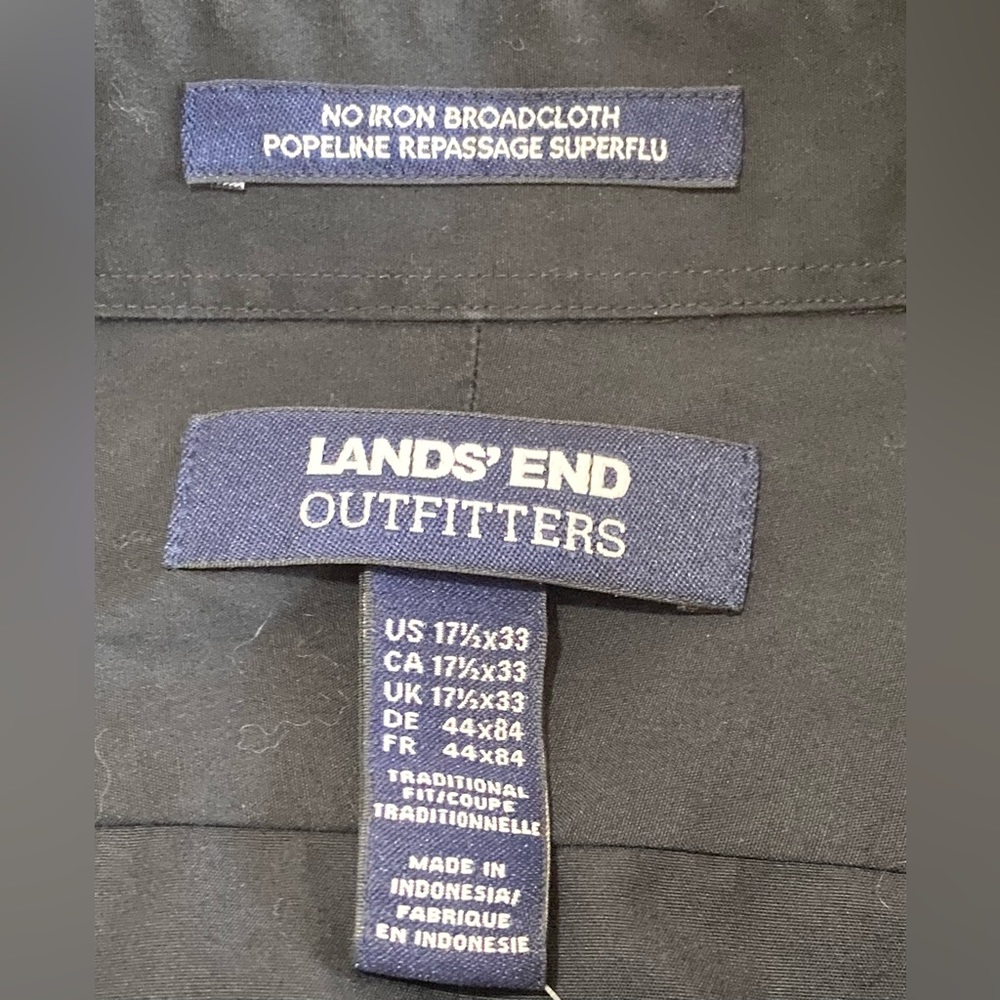 NO IRON BROADCLOTH
POPELINE REPASSAGE SUPERFLU
LANDS' END
OUTFITTERS
US 17½x33
CA 17½x33
UK 17½x33
DE 44x84
FR 44x84
TRADITIONAL
FIT/COUPE
TRADITIONNELLE
MADE IN
INDONESIA/
FABRIQUE
EN INDONESIE